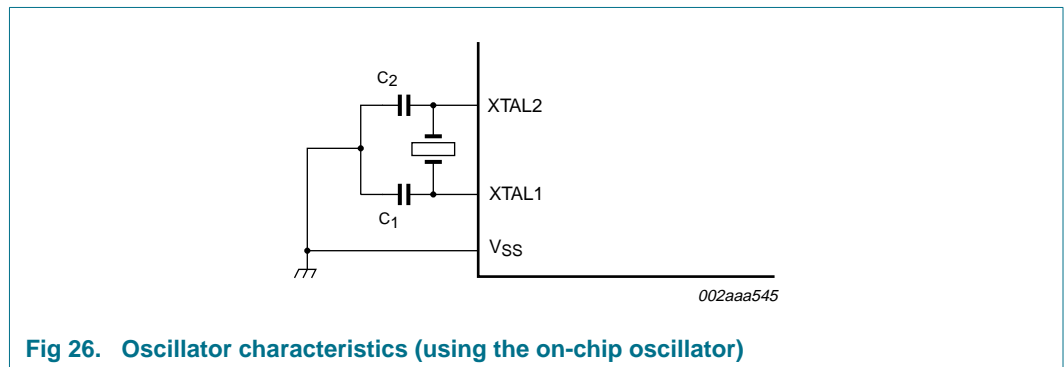 C2
XTAL2
XTAL1
C1
VSS
002aaa545
Fig 26. Oscillator characteristics (using the on-chip oscillator)